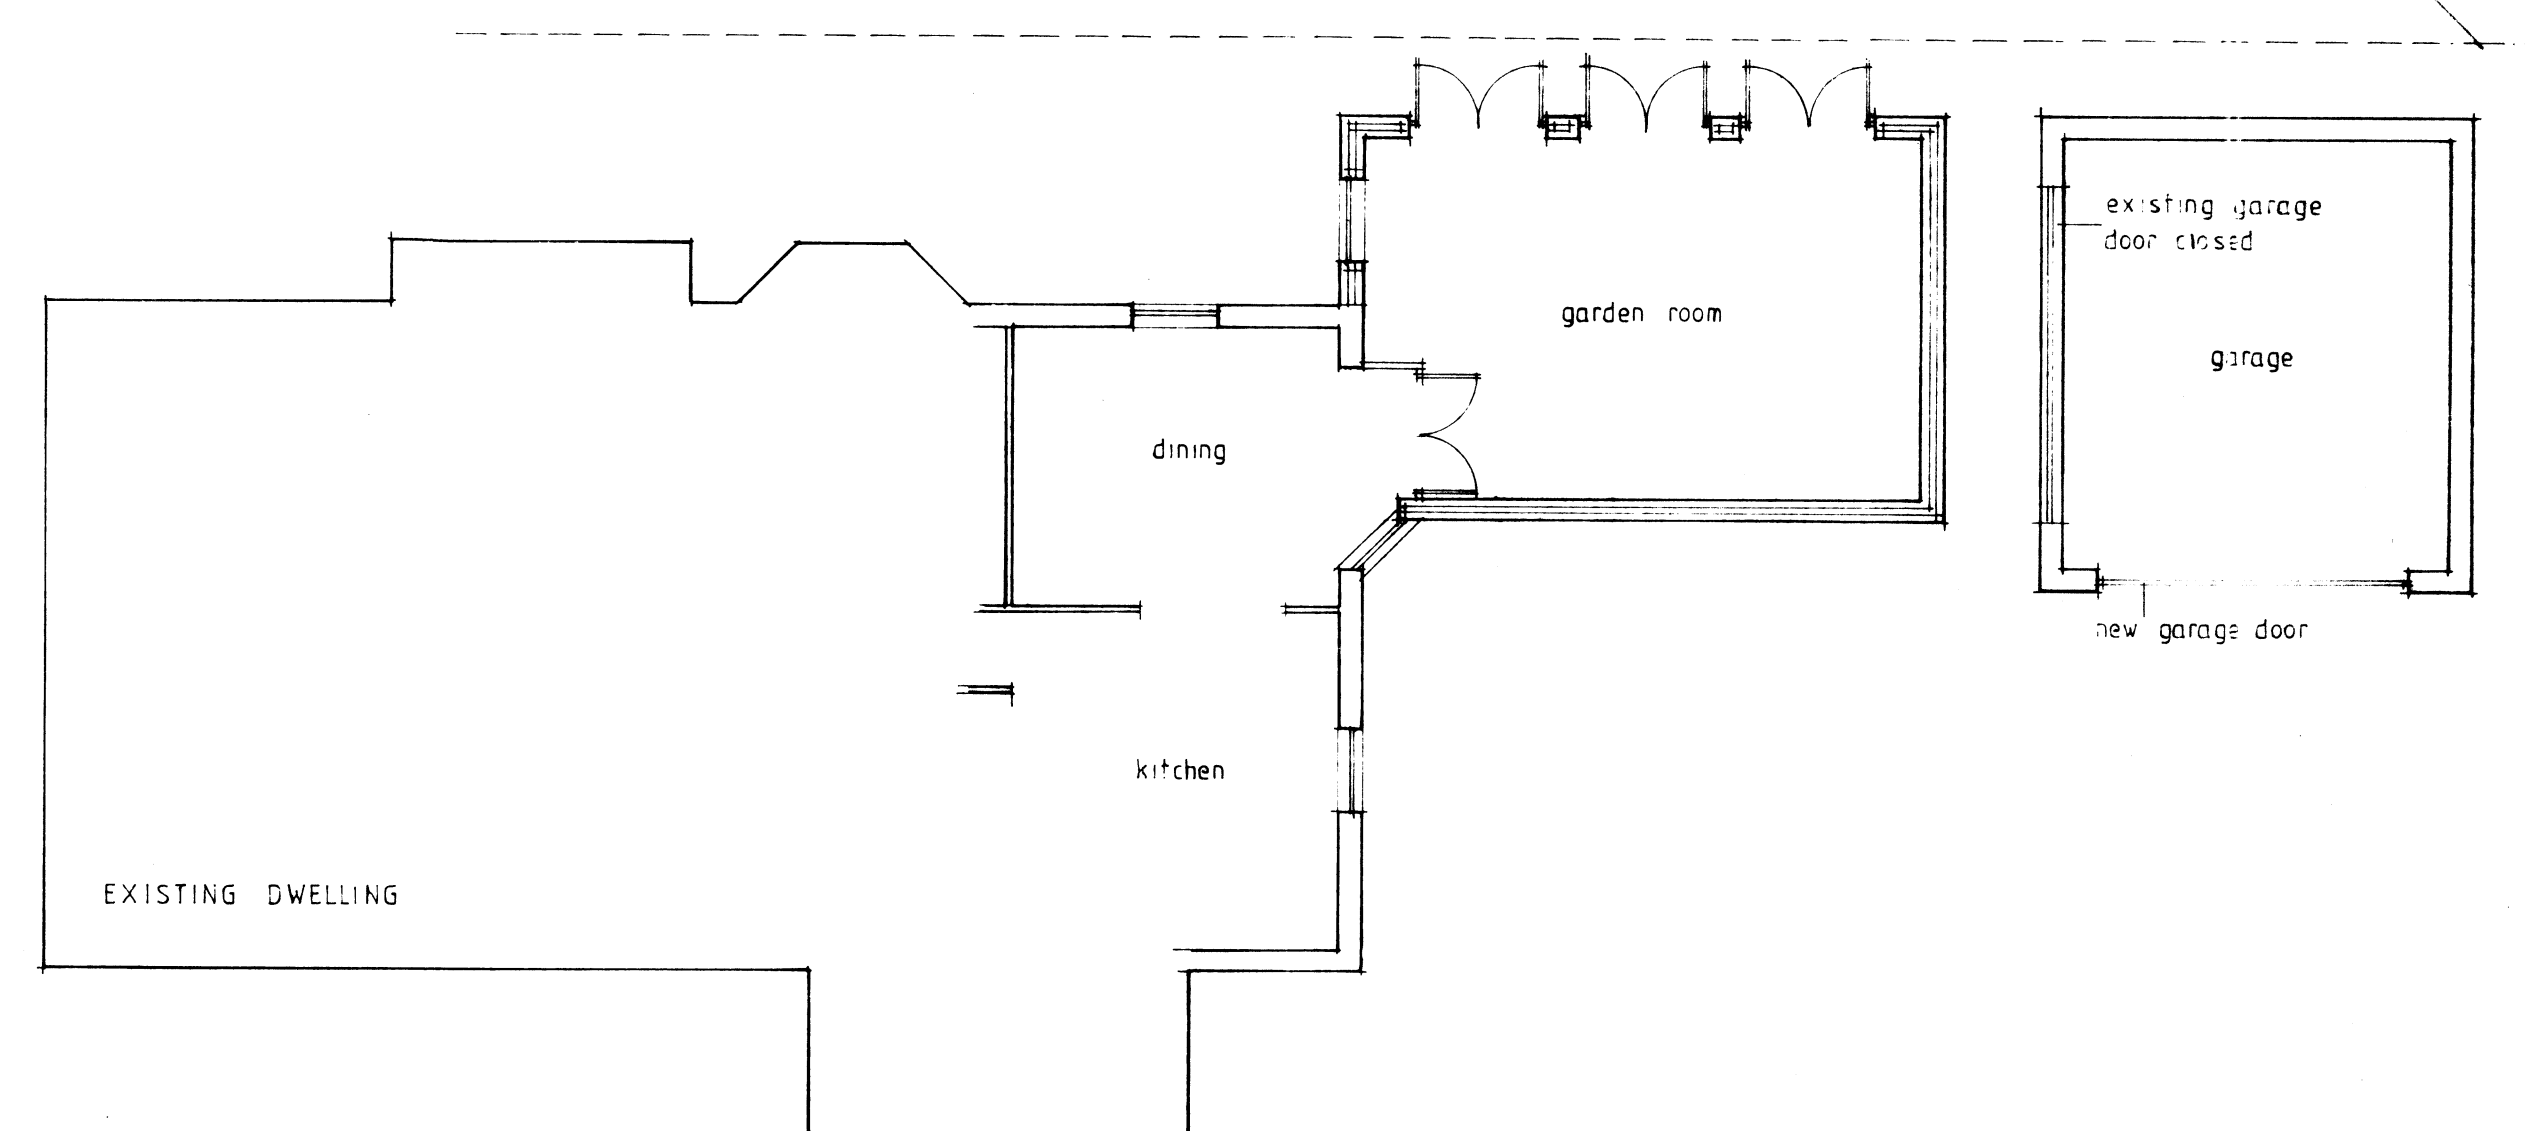 existing garage
door closed
garden room
garage
dining
new garage door
kitchen
EXISTING DWELLING